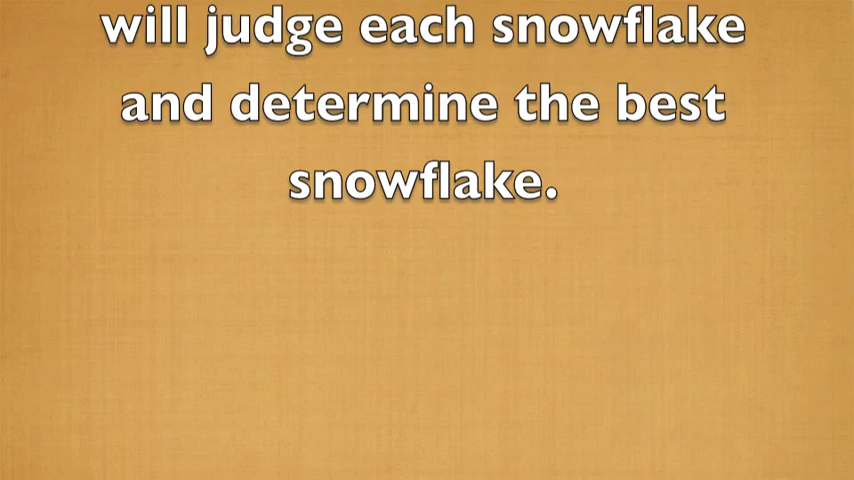 will judge each snowflake
and determine the best
snowflake.